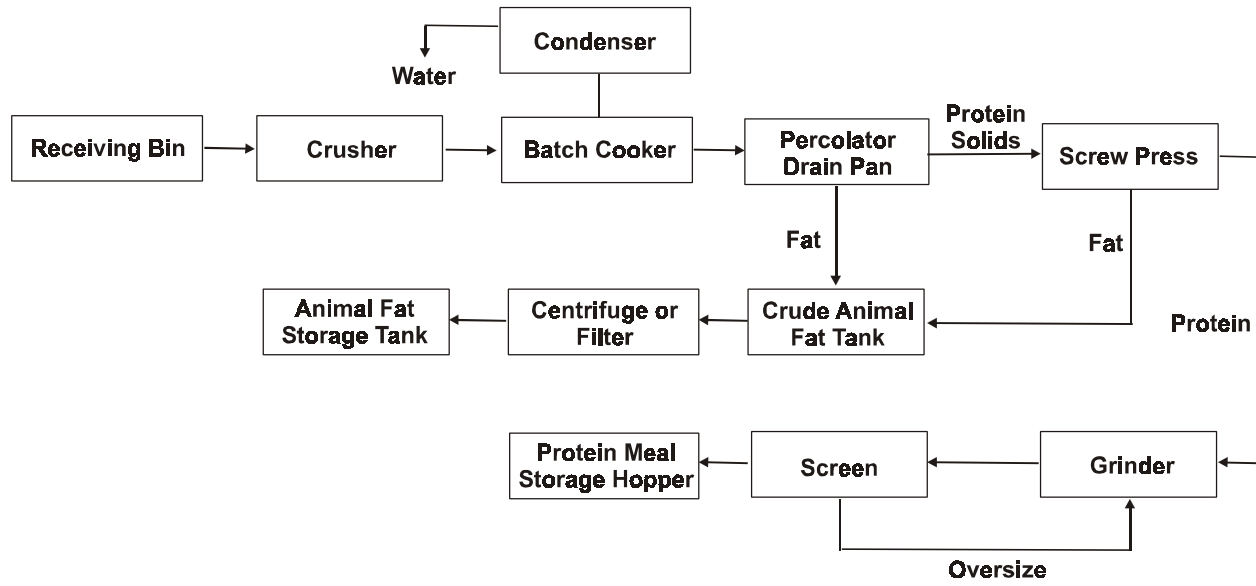 Condenser
Water
Receiving Bin
Crusher
Batch Cooker
Percolator
Drain Pan
Protein
Solids
Screw Press
Fat
Fat
Animal Fat
Storage Tank
Centrifuge or
Filter
Crude Animal
Fat Tank
Protein
Protein Meal
Storage Hopper
Screen
Grinder
Oversize